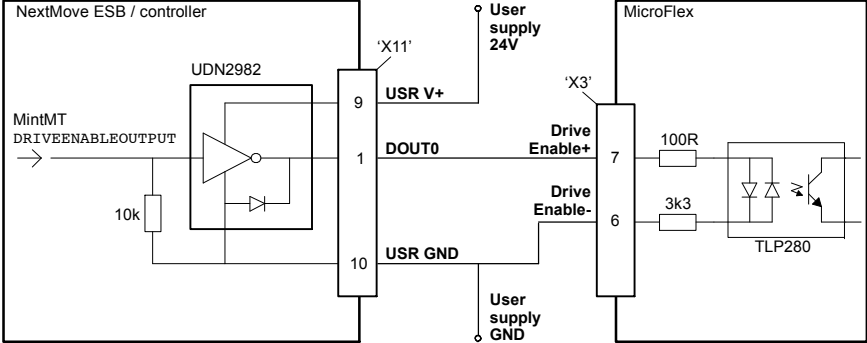 NextMove ESB / controller
User
supply
24V
MicroFlex
'X11'
UDN2982
'X3'
9
USR V+
MintMT
DRIVEENABLEOUTPUT
Drive
Enable+
100R
1
DOUT0
7
Drive
Enable-
3k3
10k
6
TLP280
10
USR GND
User
supply
GND